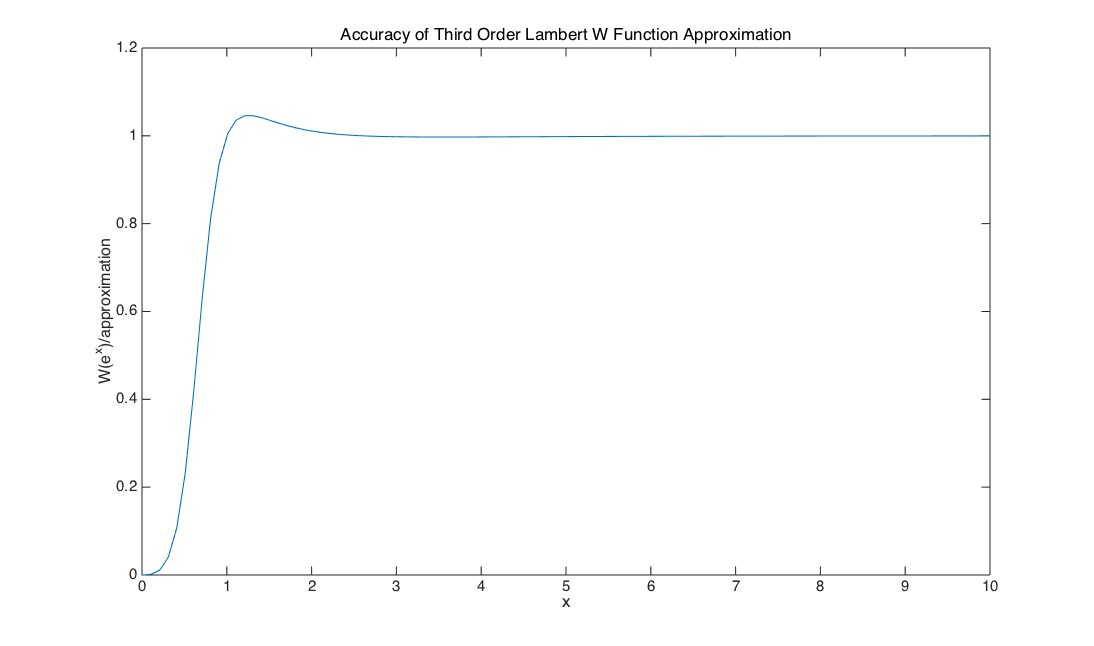 Accuracy of Third Order Lambert W Function Approximation
1.2
1
0.8
0.6
0.4
0.2
0
W(e^x)/approximation
0 1 2 3 4 5 6 7 8 9 10
x